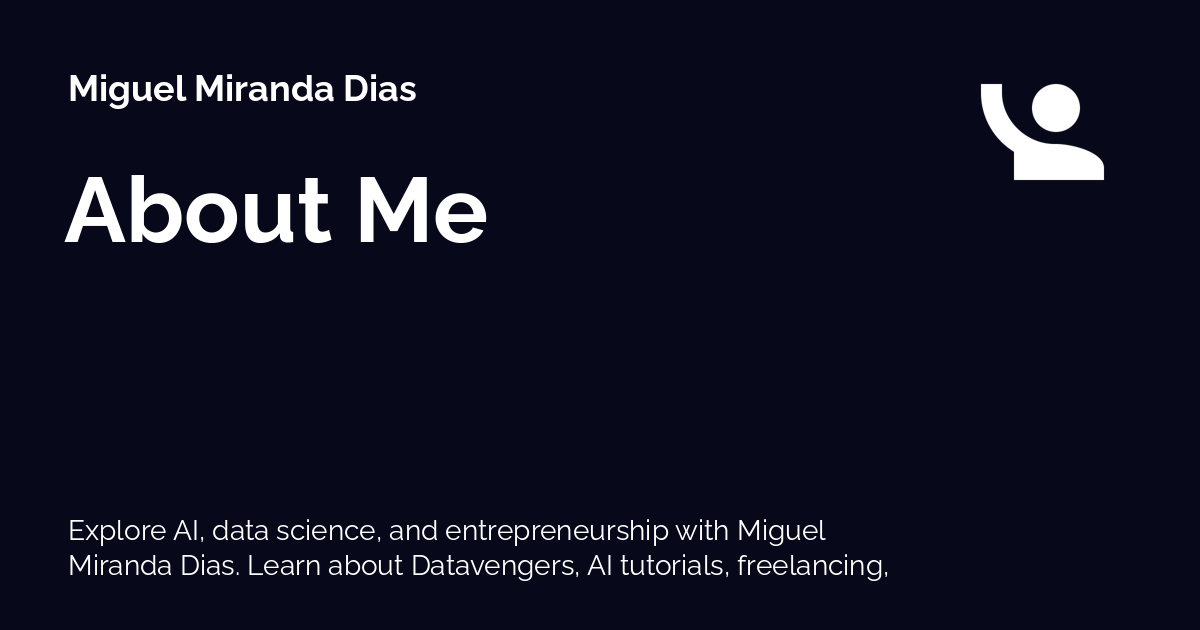 Miguel Miranda Dias
About Me
Explore AI, data science, and entrepreneurship with Miguel
Miranda Dias. Learn about Datavengers, AI tutorials, freelancing,